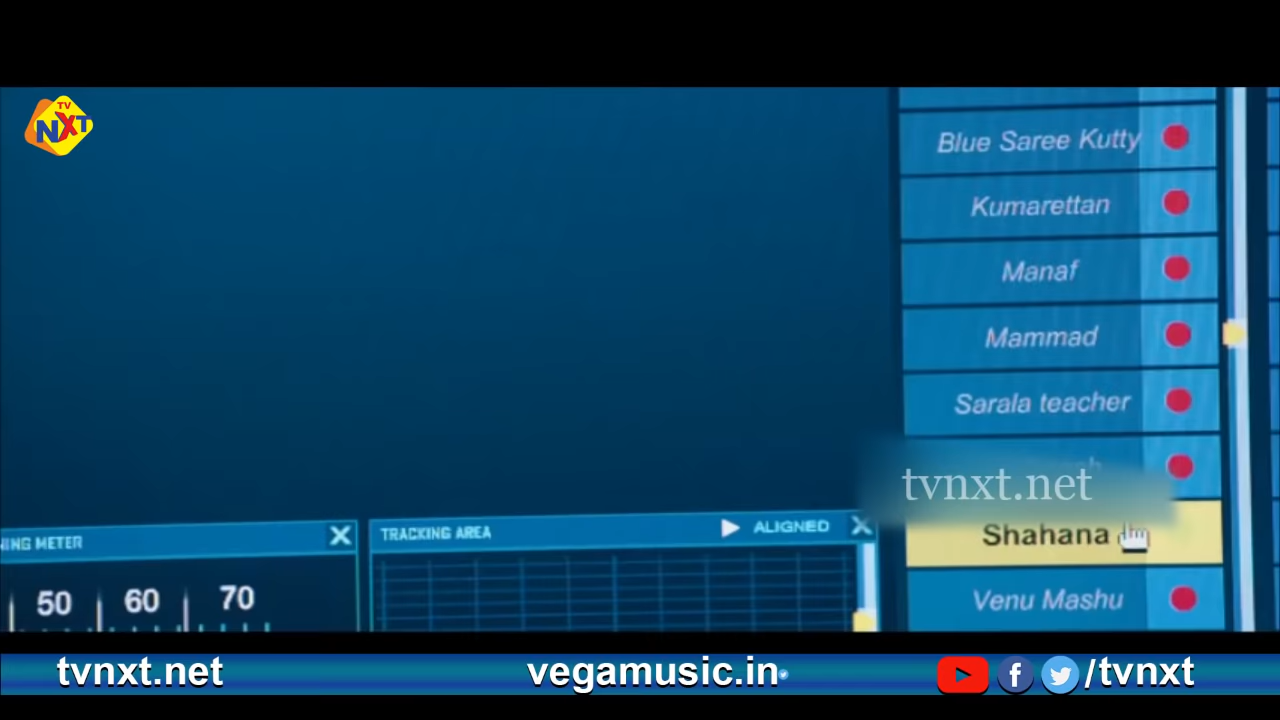 TV
NXT
Blue Saree Kutty
Kumarettan
Manaf
Mammad
Sarala teacher
tvnxt.net
Shahana
Venu Mashu
METER
50 60 70
TRACKING AREA
ALIGNED
tvnxt.net
vegamusic.in
/tvnxt